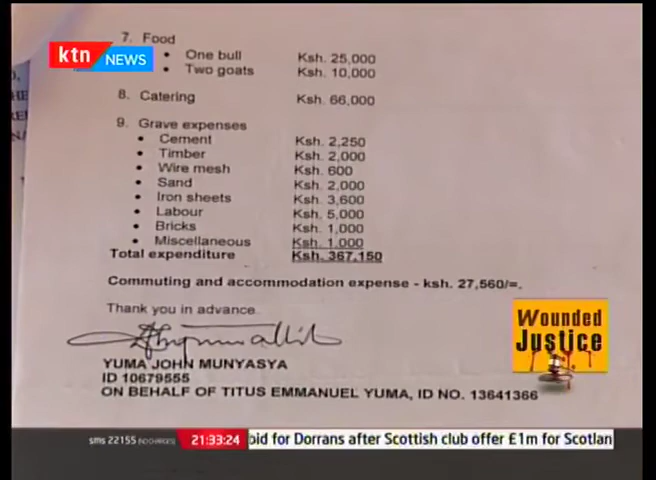 7. Food
• One bull Ksh. 25,000
• Two goats Ksh. 10,000
8. Catering Ksh. 66,000
9. Grave expenses
• Cement Ksh. 2,250
• Timber Ksh. 2,000
• Wire mesh Ksh. 600
• Sand Ksh. 2,000
• Iron sheets Ksh. 3,600
• Labour Ksh. 5,000
• Bricks Ksh. 1,000
• Miscellaneous Ksh. 1,000
Total expenditure Ksh. 367,150
Commuting and accommodation expense - ksh. 27,560/=.
Thank you in advance.
YUMA JOHN MUNYASYA
ID 10679555
ON BEHALF OF TITUS EMMANUEL YUMA, ID NO. 13641366
ktn NEWS
Wounded
Justice
sms 22155 21:33:24 bid for Dorrans after Scottish club offer £1m for Scotlan